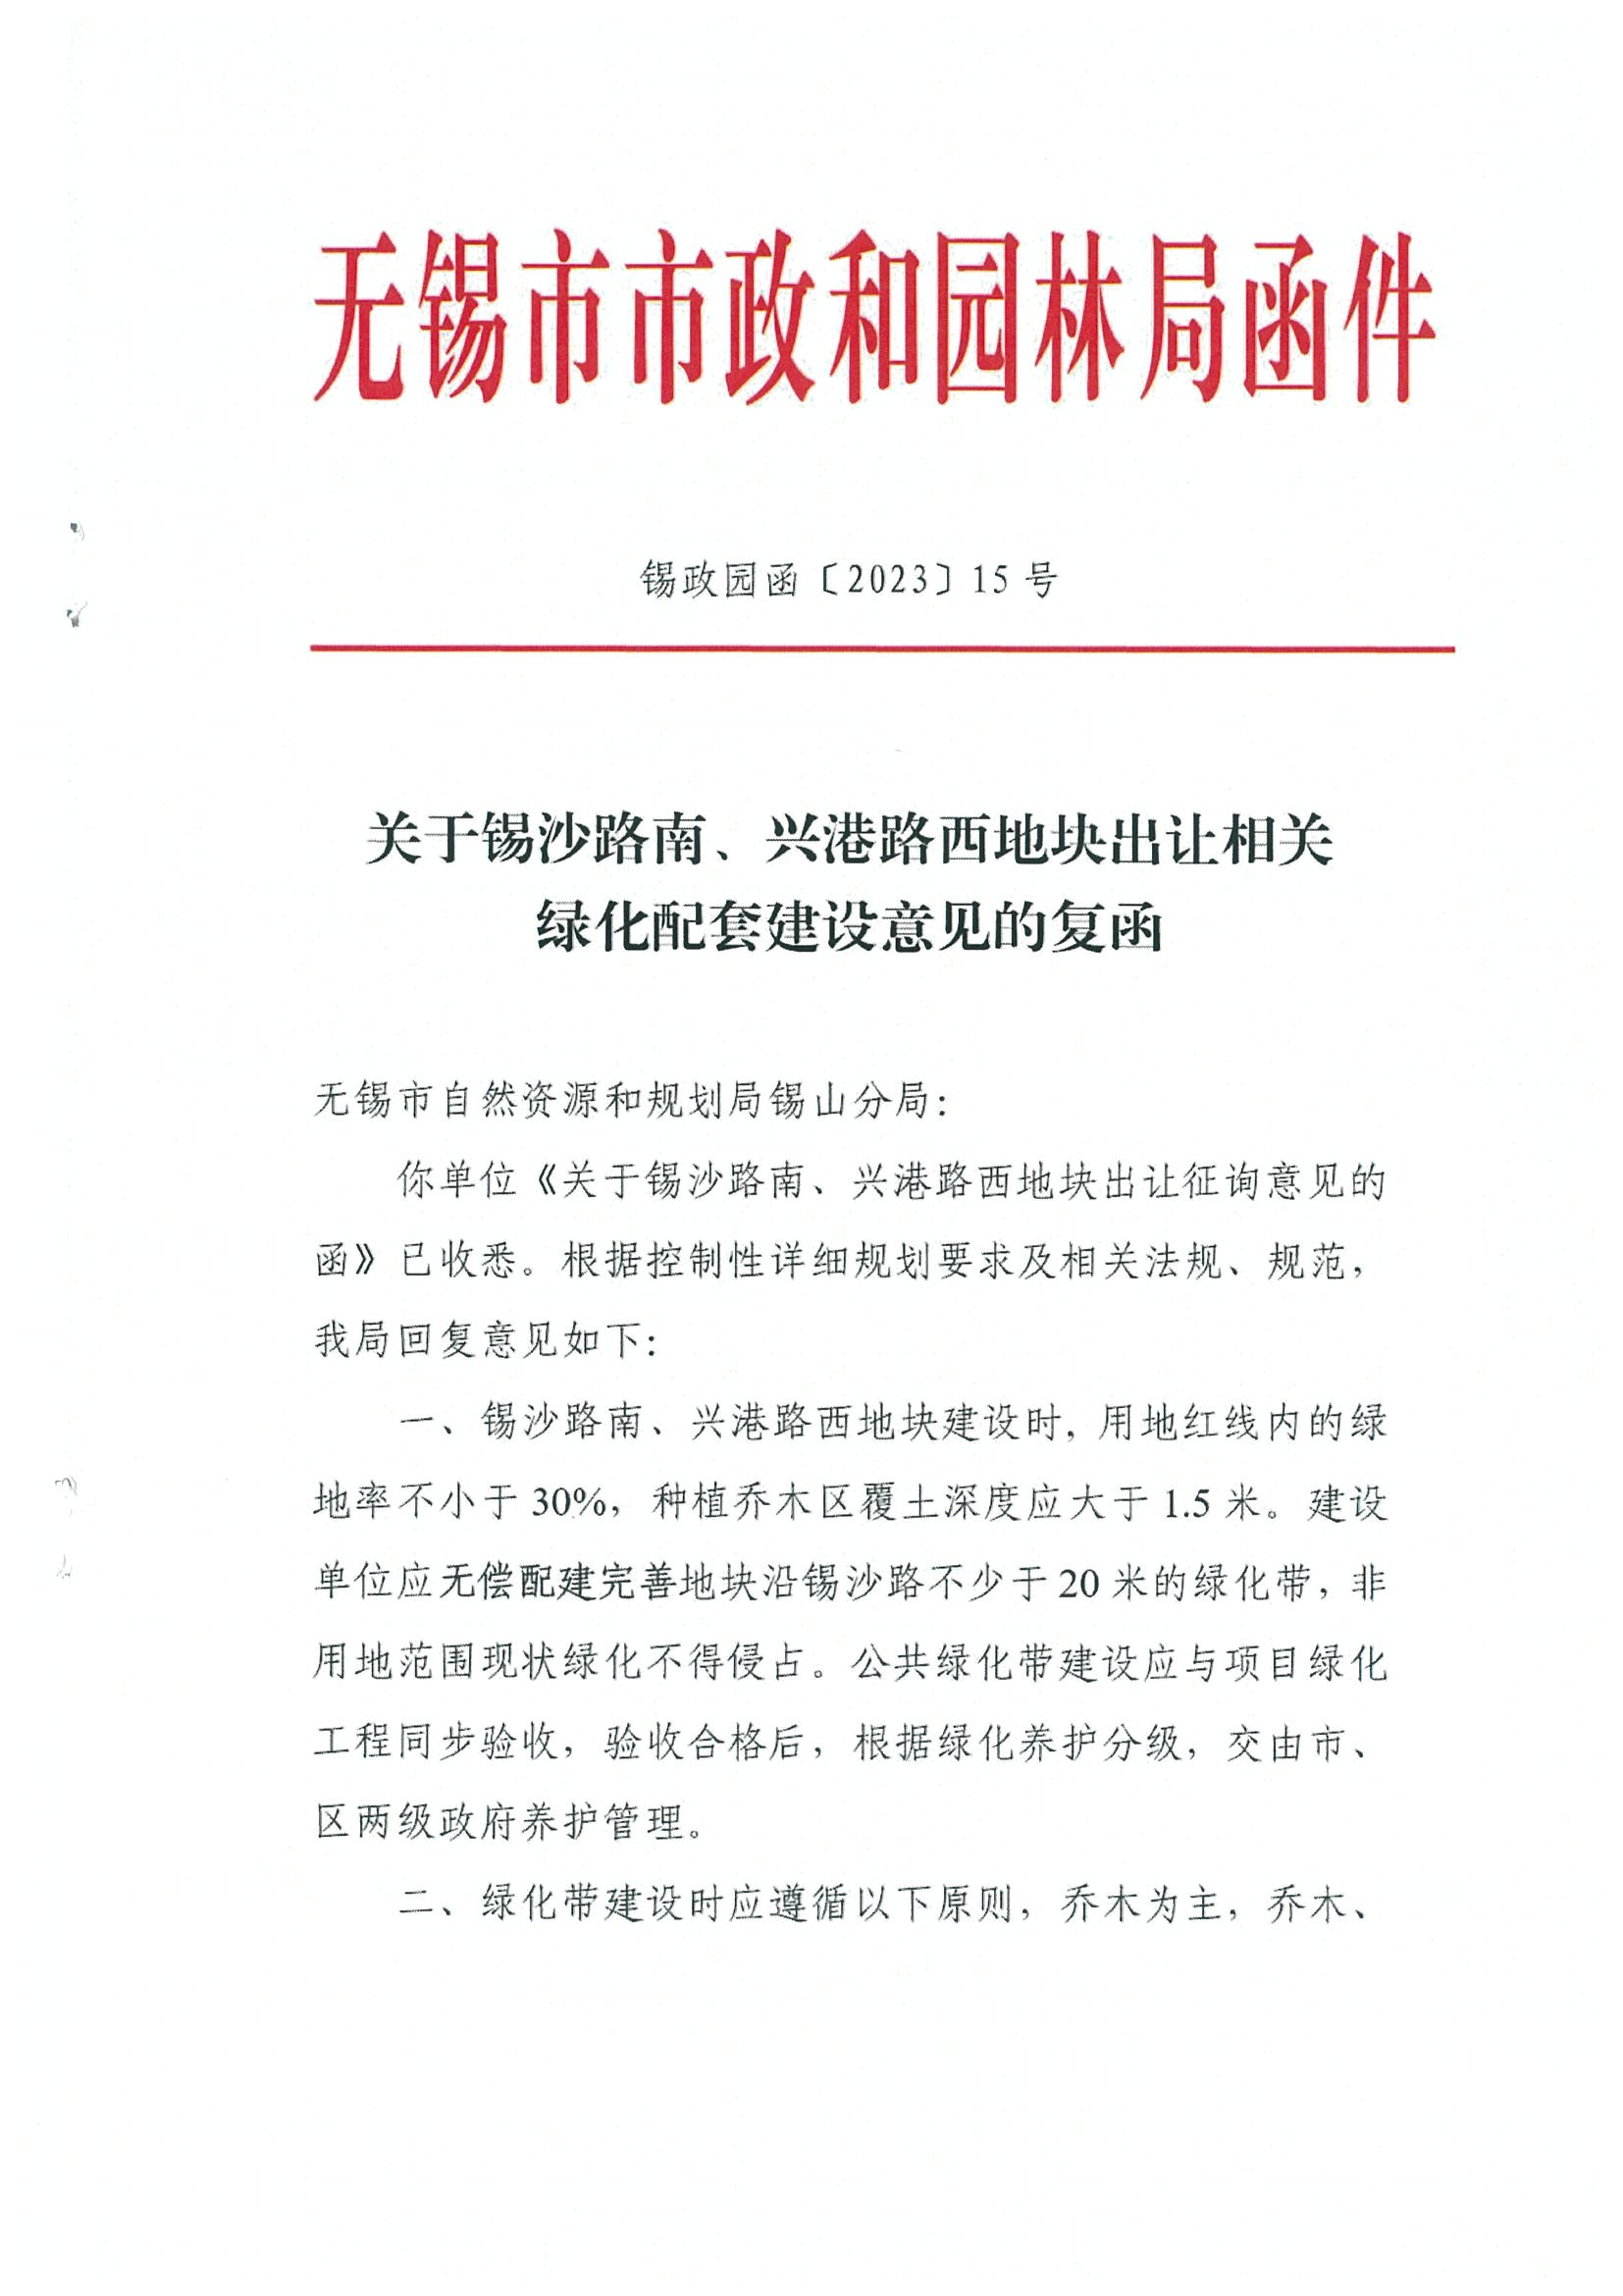 无锡市市政和园林局函件
锡政园函〔2023〕15 号
关于锡沙路南、兴港路西地块出让相关
绿化配套建设意见的复函
无锡市自然资源和规划局锡山分局:
你单位《关于锡沙路南、兴港路西地块出让征询意见的
函》已收悉。根据控制性详细规划要求及相关法规、规范，
我局回复意见如下:
一、锡沙路南、兴港路西地块建设时, 用地红线内的绿
地率不小于 30%，种植乔木区覆土深度应大于 1.5 米。建设
单位应无偿配建完善地块沿锡沙路不少于 20 米的绿化带，非
用地范围现状绿化不得侵占。公共绿化带建设应与项目绿化
工程同步验收，验收合格后，根据绿化养护分级，交由市、
区两级政府养护管理。
二、绿化带建设时应遵循以下原则，乔木为主，乔木、